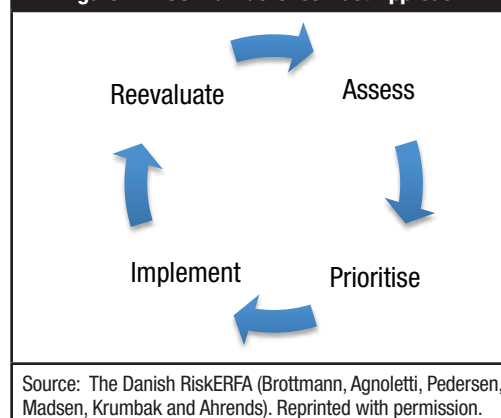 Reevaluate
Assess
Implement
Prioritise
Source: The Danish RiskERFA (Brottmann, Agnoletti, Pedersen,
Madsen, Krumbak and Ahrends). Reprinted with permission.